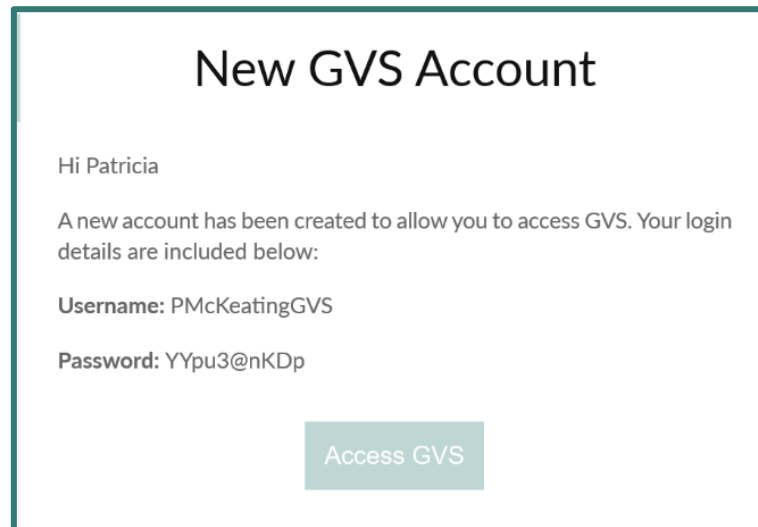 New GVS Account
Hi Patricia
A new account has been created to allow you to access GVS. Your login
details are included below:
Username: PMcKeatingGVS
Password: YYpu3@nKDp
Access GVS